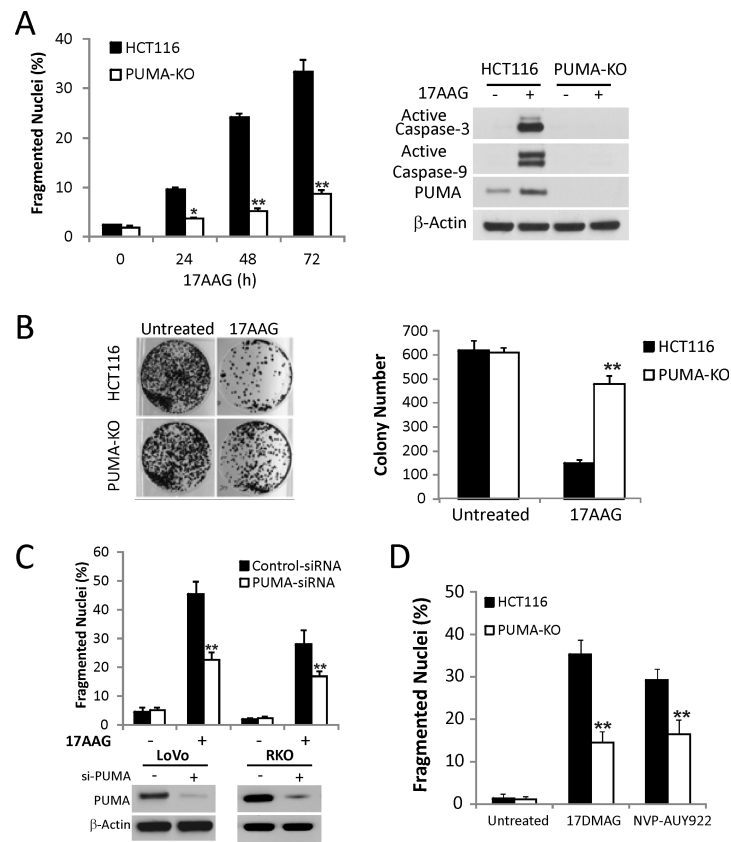 A
HCT116
PUMA-KO
Fragmented Nuclei (%)
40
30
20
10
0
* ** **
0 24 48 72
17AAG (h)
HCT116 PUMA-KO
17AAG - + - +
Active
Caspase-3
Active
Caspase-9
PUMA
β-Actin
B
Untreated 17AAG
HCT116
PUMA-KO
Colony Number
700
600
500
400
300
200
100
0
**
HCT116
PUMA-KO
Untreated 17AAG
C
Control-siRNA
PUMA-siRNA
Fragmented Nuclei (%)
60
50
40
30
20
10
0
** **
17AAG - + - +
LoVo RKO
si-PUMA - + - +
PUMA
β-Actin
D
HCT116
PUMA-KO
Fragmented Nuclei (%)
50
40
30
20
10
0
** **
Untreated 17DMAG NVP-AUY922